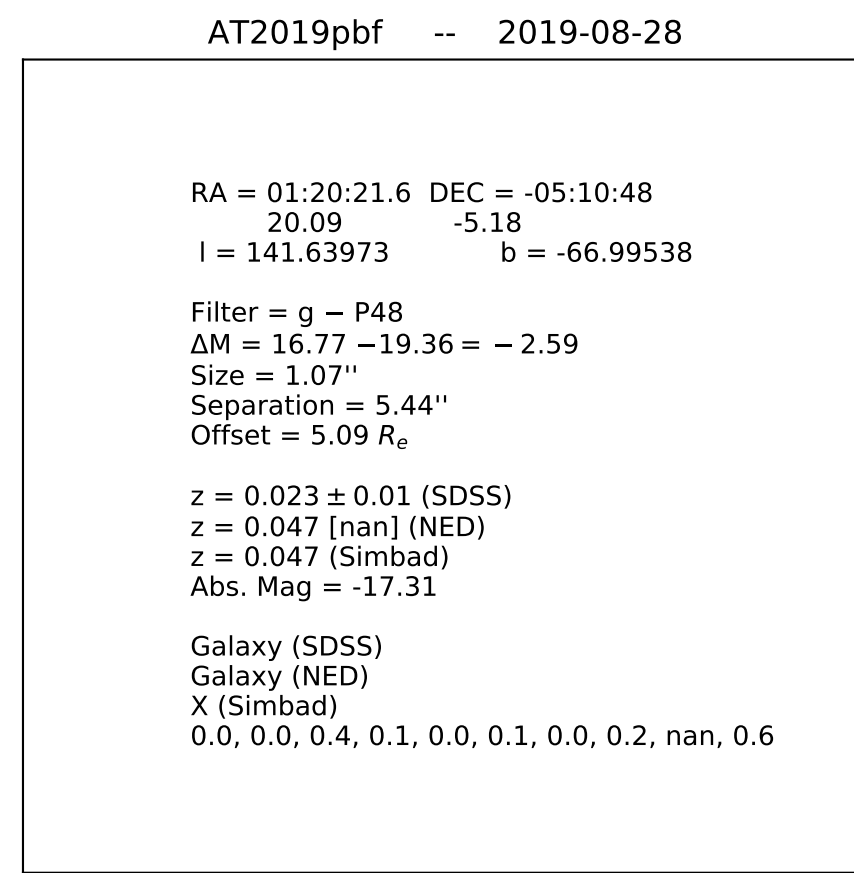 AT2019pbf -- 2019-08-28
RA = 01:20:21.6 DEC = -05:10:48
20.09 -5.18
l = 141.63973 b = -66.99538
Filter = g − P48
ΔM = 16.77 −19.36 = − 2.59
Size = 1.07''
Separation = 5.44''
Offset = 5.09 Rₑ
z = 0.023 ± 0.01 (SDSS)
z = 0.047 [nan] (NED)
z = 0.047 (Simbad)
Abs. Mag = -17.31
Galaxy (SDSS)
Galaxy (NED)
X (Simbad)
0.0, 0.0, 0.4, 0.1, 0.0, 0.1, 0.0, 0.2, nan, 0.6